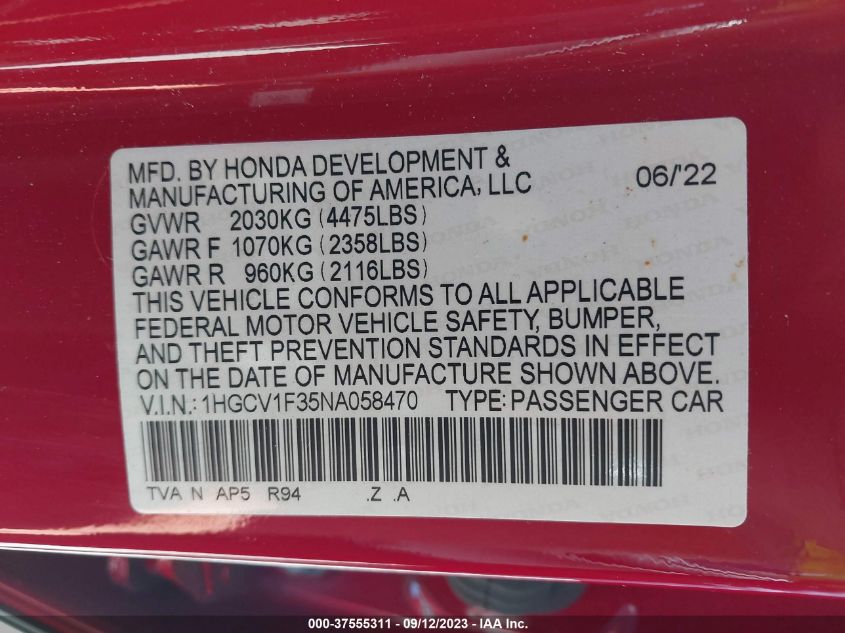 MFD. BY HONDA DEVELOPMENT &
MANUFACTURING OF AMERICA, LLC 06/'22
GVWR 2030KG (4475LBS)
GAWR F 1070KG (2358LBS)
GAWR R 960KG (2116LBS)
THIS VEHICLE CONFORMS TO ALL APPLICABLE
FEDERAL MOTOR VEHICLE SAFETY, BUMPER,
AND THEFT PREVENTION STANDARDS IN EFFECT
ON THE DATE OF MANUFACTURE SHOWN ABOVE.
V.I.N.: 1HGCV1F35NA058470 TYPE: PASSENGER CAR
TVA N AP5 R94 .Z .A
000-37555311 - 09/12/2023 - IAA Inc.